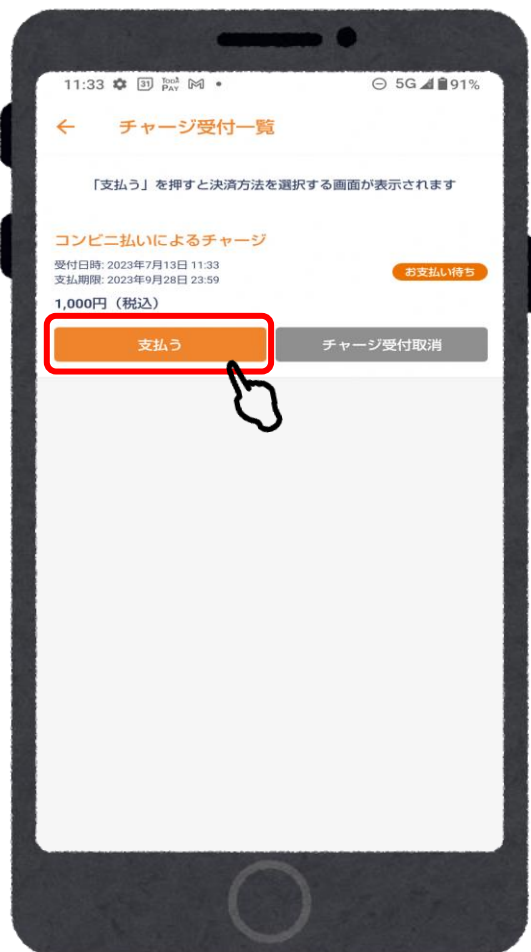 11:33 31 TOPPA! PAY 5G 91%
チャージ受付一覧
「支払う」を押すと決済方法を選択する画面が表示されます
コンビニ払いによるチャージ
受付日時: 2023年7月13日 11:33
支払期限: 2023年9月28日 23:59
お支払い待ち
1,000円（税込）
支払う
チャージ受付取消